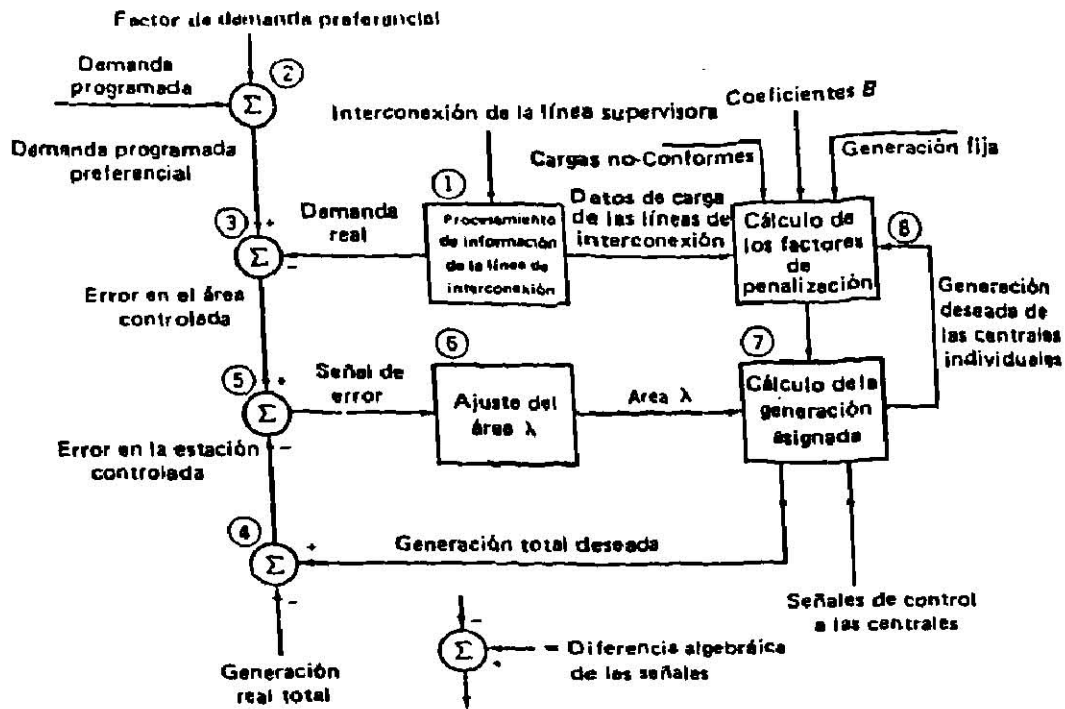 Factor de demanda preferencial
Demanda
programada
②
Σ
Interconexión de la línea supervisora
Coeficientes B
Cargas no-Conformes
Generación fija
Demanda programada
preferencial
①
Procesamiento
de información
de la línea de
interconexión
Datos de carga
de las líneas de
interconexión
Cálculo de
los factores
de
penalización
⑧
③
+
Σ
−
Demanda
real
Error en el área
controlada
Generación
deseada de
las centrales
individuales
⑤
+
Σ
−
Señal de
error
⑥
Ajuste del
área λ
Area λ
⑦
Cálculo de la
generación
asignada
Error en la estación
controlada
④
+
Σ
−
Generación total deseada
Señales de control
a las centrales
Generación
real total
−
Σ
+
= Diferencia algebráica
de las señales